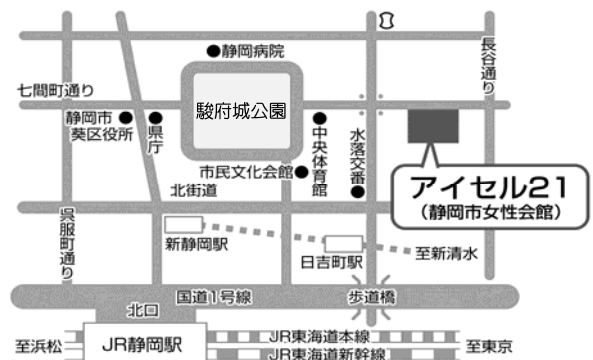 静岡病院
長谷通り
七間町通り
駿府城公園
静岡市
葵区役所
県庁
中央体育館
水落交番
市民文化会館
アイセル21
(静岡市女性会館)
北街道
呉服町通り
新静岡駅
日吉町駅
至新清水
国道1号線
歩道橋
北口
至浜松
JR静岡駅
JR東海道本線
JR東海道新幹線
至東京